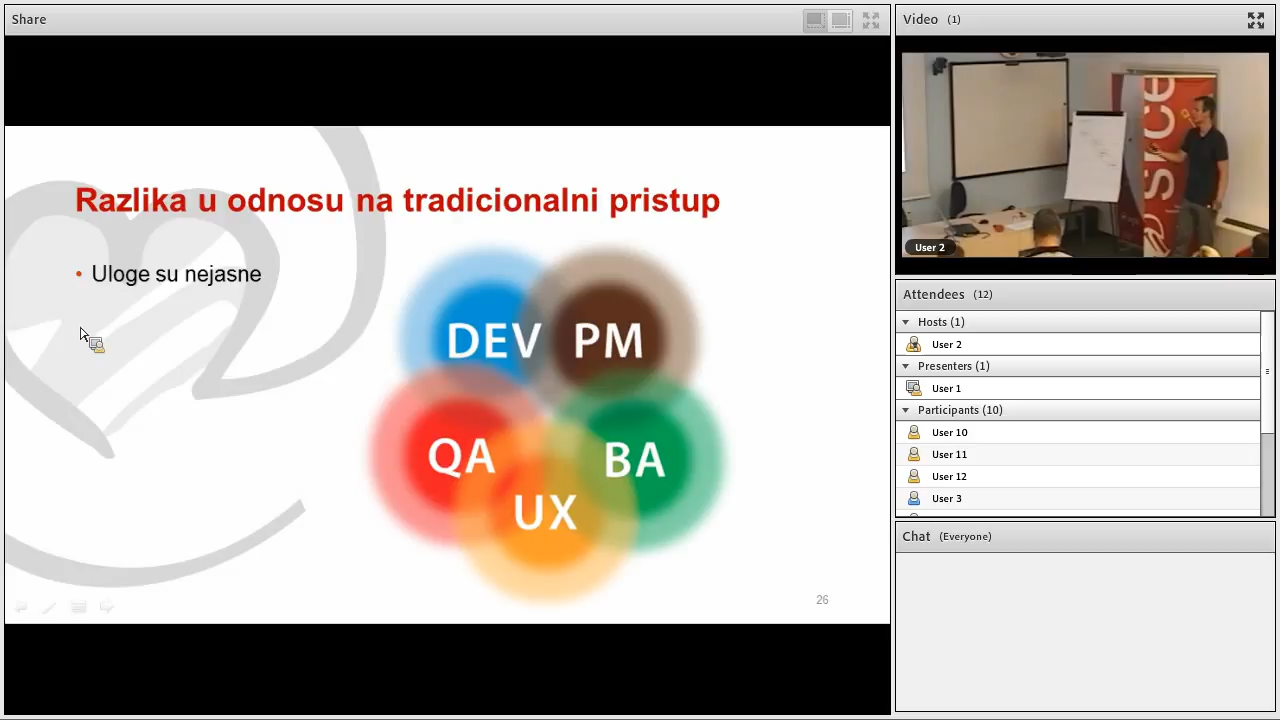 Share
Razlika u odnosu na tradicionalni pristup
• Uloge su nejasne
DEV
PM
QA
BA
UX
26
Video (1)
srce
User 2
Attendees (12)
Hosts (1)
User 2
Presenters (1)
User 1
Participants (10)
User 10
User 11
User 12
User 3
Chat (Everyone)